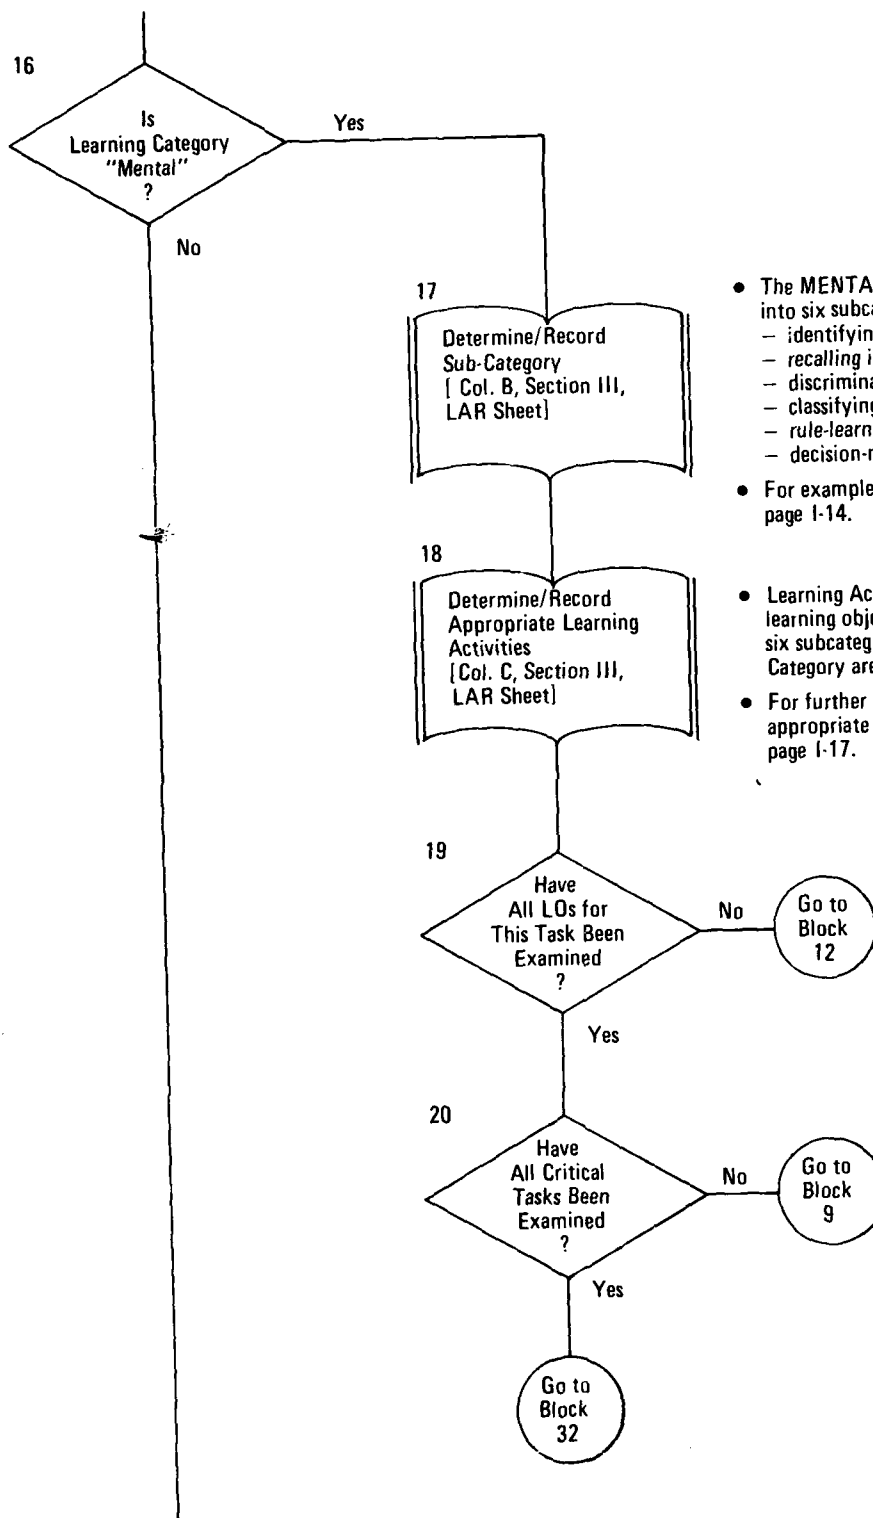 16
Is
Learning Category
"Mental"
?
Yes
No
17
Determine/Record
Sub-Category
[ Col. B, Section III,
LAR Sheet]
● The MENTA
into six subca
– identifyin
– recalling i
– discrimina
– classifying
– rule-learn
– decision-r
● For example
page I-14.
18
Determine/Record
Appropriate Learning
Activities
[Col. C, Section III,
LAR Sheet]
● Learning Ac
learning obje
six subcateg
Category are
● For further
appropriate
page I-17.
19
Have
All LOs for
This Task Been
Examined
?
No
Go to
Block
12
Yes
20
Have
All Critical
Tasks Been
Examined
?
No
Go to
Block
9
Yes
Go to
Block
32